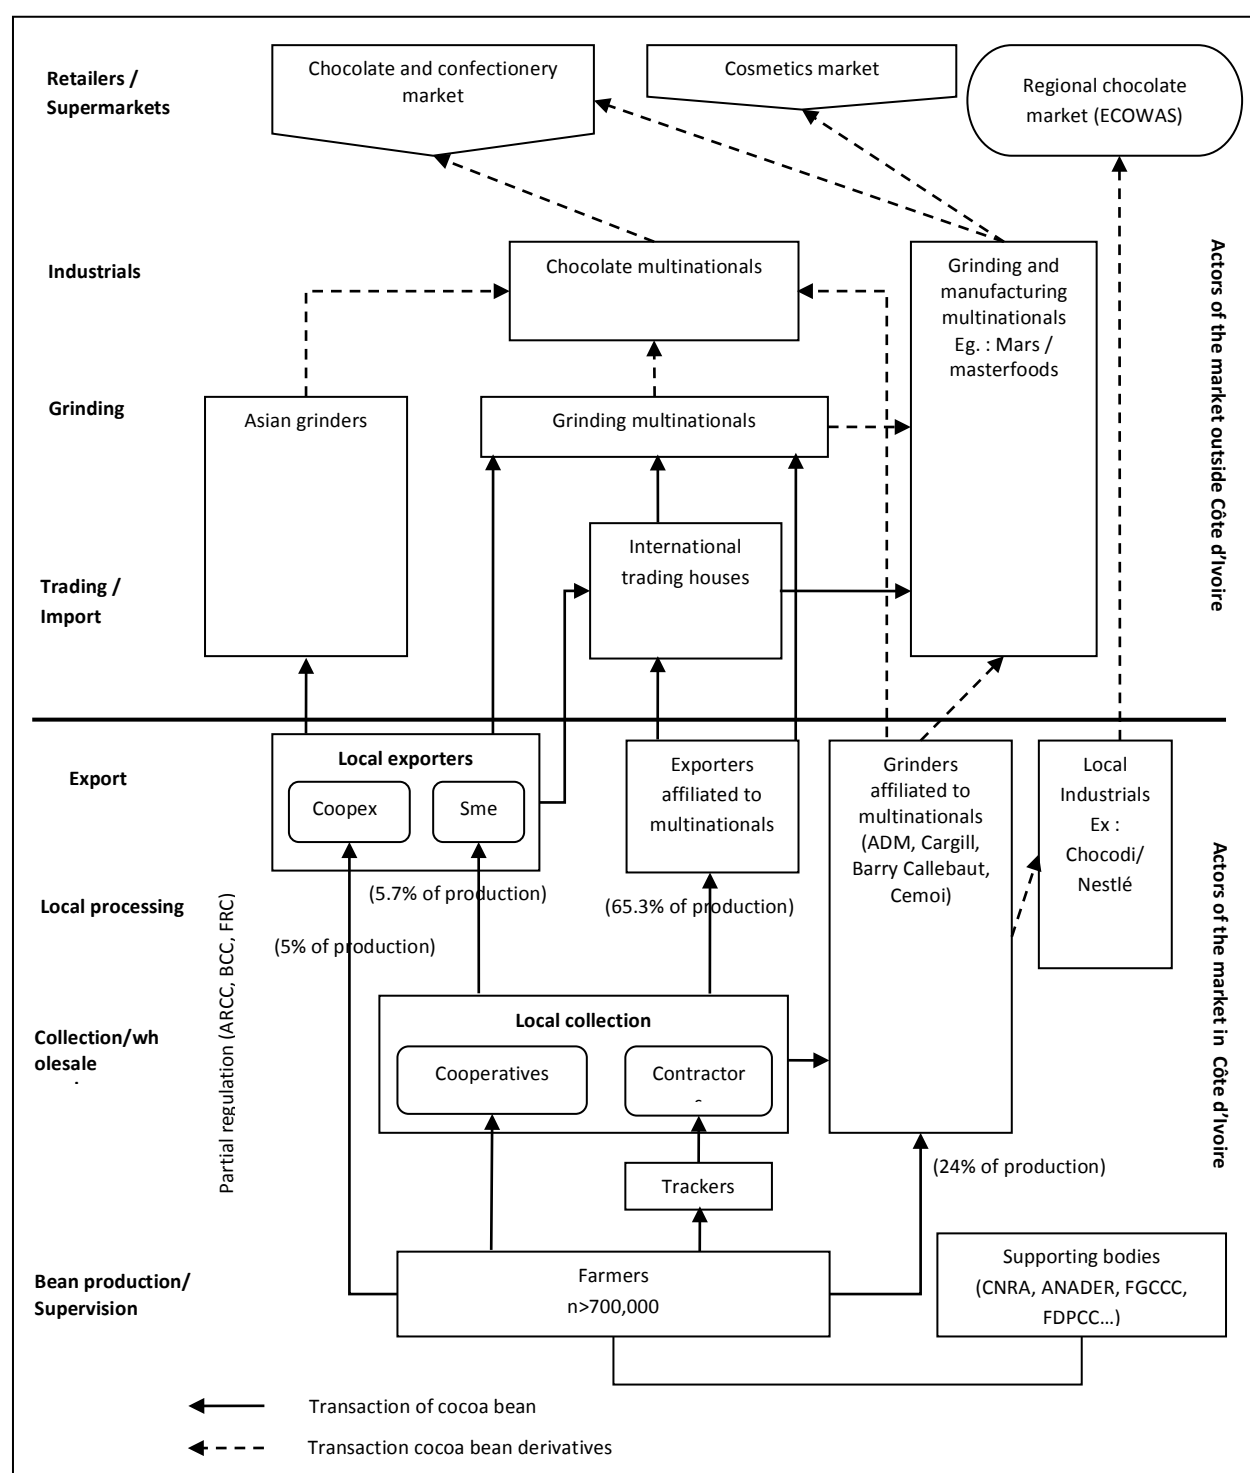 Retailers /
Supermarkets
Chocolate and confectionery
market
Cosmetics market
Regional chocolate
market (ECOWAS)
Industrials
Chocolate multinationals
Grinding and
manufacturing
multinationals
Eg. : Mars /
masterfoods
Actors of the market outside Côte d'Ivoire
Grinding
Asian grinders
Grinding multinationals
Trading /
Import
International
trading houses
Export
Local exporters
Coopex
Sme
Exporters
affiliated to
multinationals
Grinders
affiliated to
multinationals
(ADM, Cargill,
Barry Callebaut,
Cemoi)
Local
Industrials
Ex :
Chocodi/
Nestlé
Actors of the market in Côte d'Ivoire
Local processing
(5.7% of production)
(65.3% of production)
(5% of production)
Partial regulation (ARCC, BCC, FRC)
Collection/wh
olesale
Local collection
Cooperatives
Contractor
(24% of production)
Trackers
Bean production/
Supervision
Farmers
n>700,000
Supporting bodies
(CNRA, ANADER, FGCCC,
FDPCC…)
Transaction of cocoa bean
Transaction cocoa bean derivatives